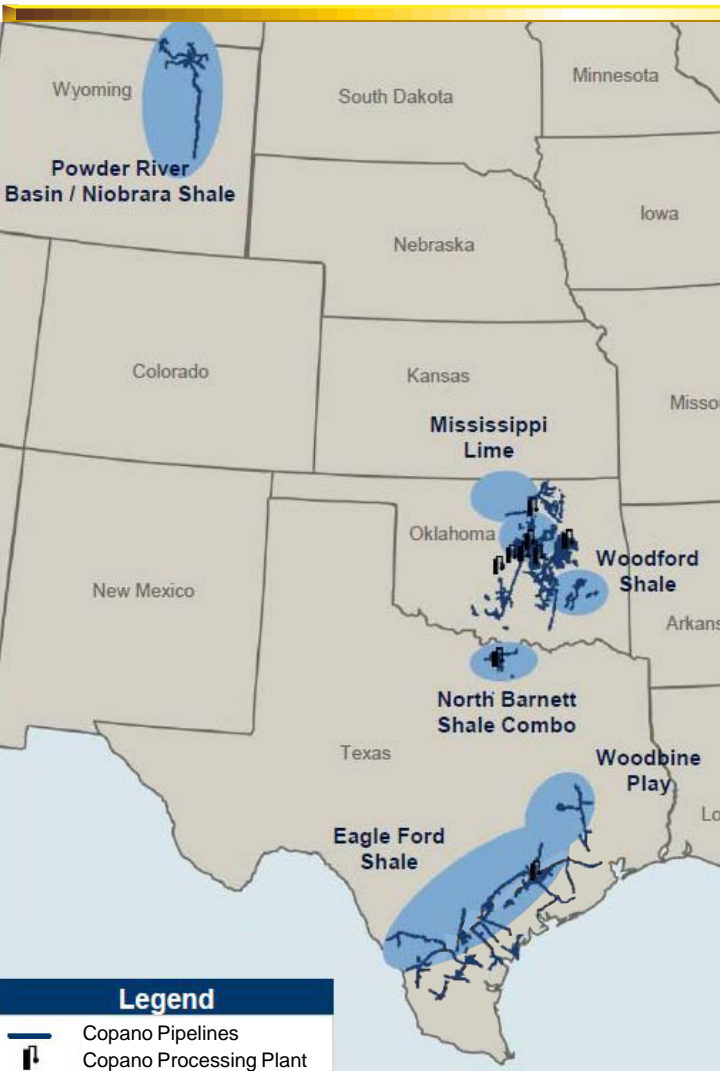 Wyoming
South Dakota
Minnesota
Powder River
Basin / Niobrara Shale
Iowa
Nebraska
Colorado
Kansas
Misso
Mississippi
Lime
Oklahoma
Woodford
Shale
New Mexico
Arkans
North Barnett
Shale Combo
Texas
Woodbine
Play
Lo
Eagle Ford
Shale
Legend
Copano Pipelines
Copano Processing Plant